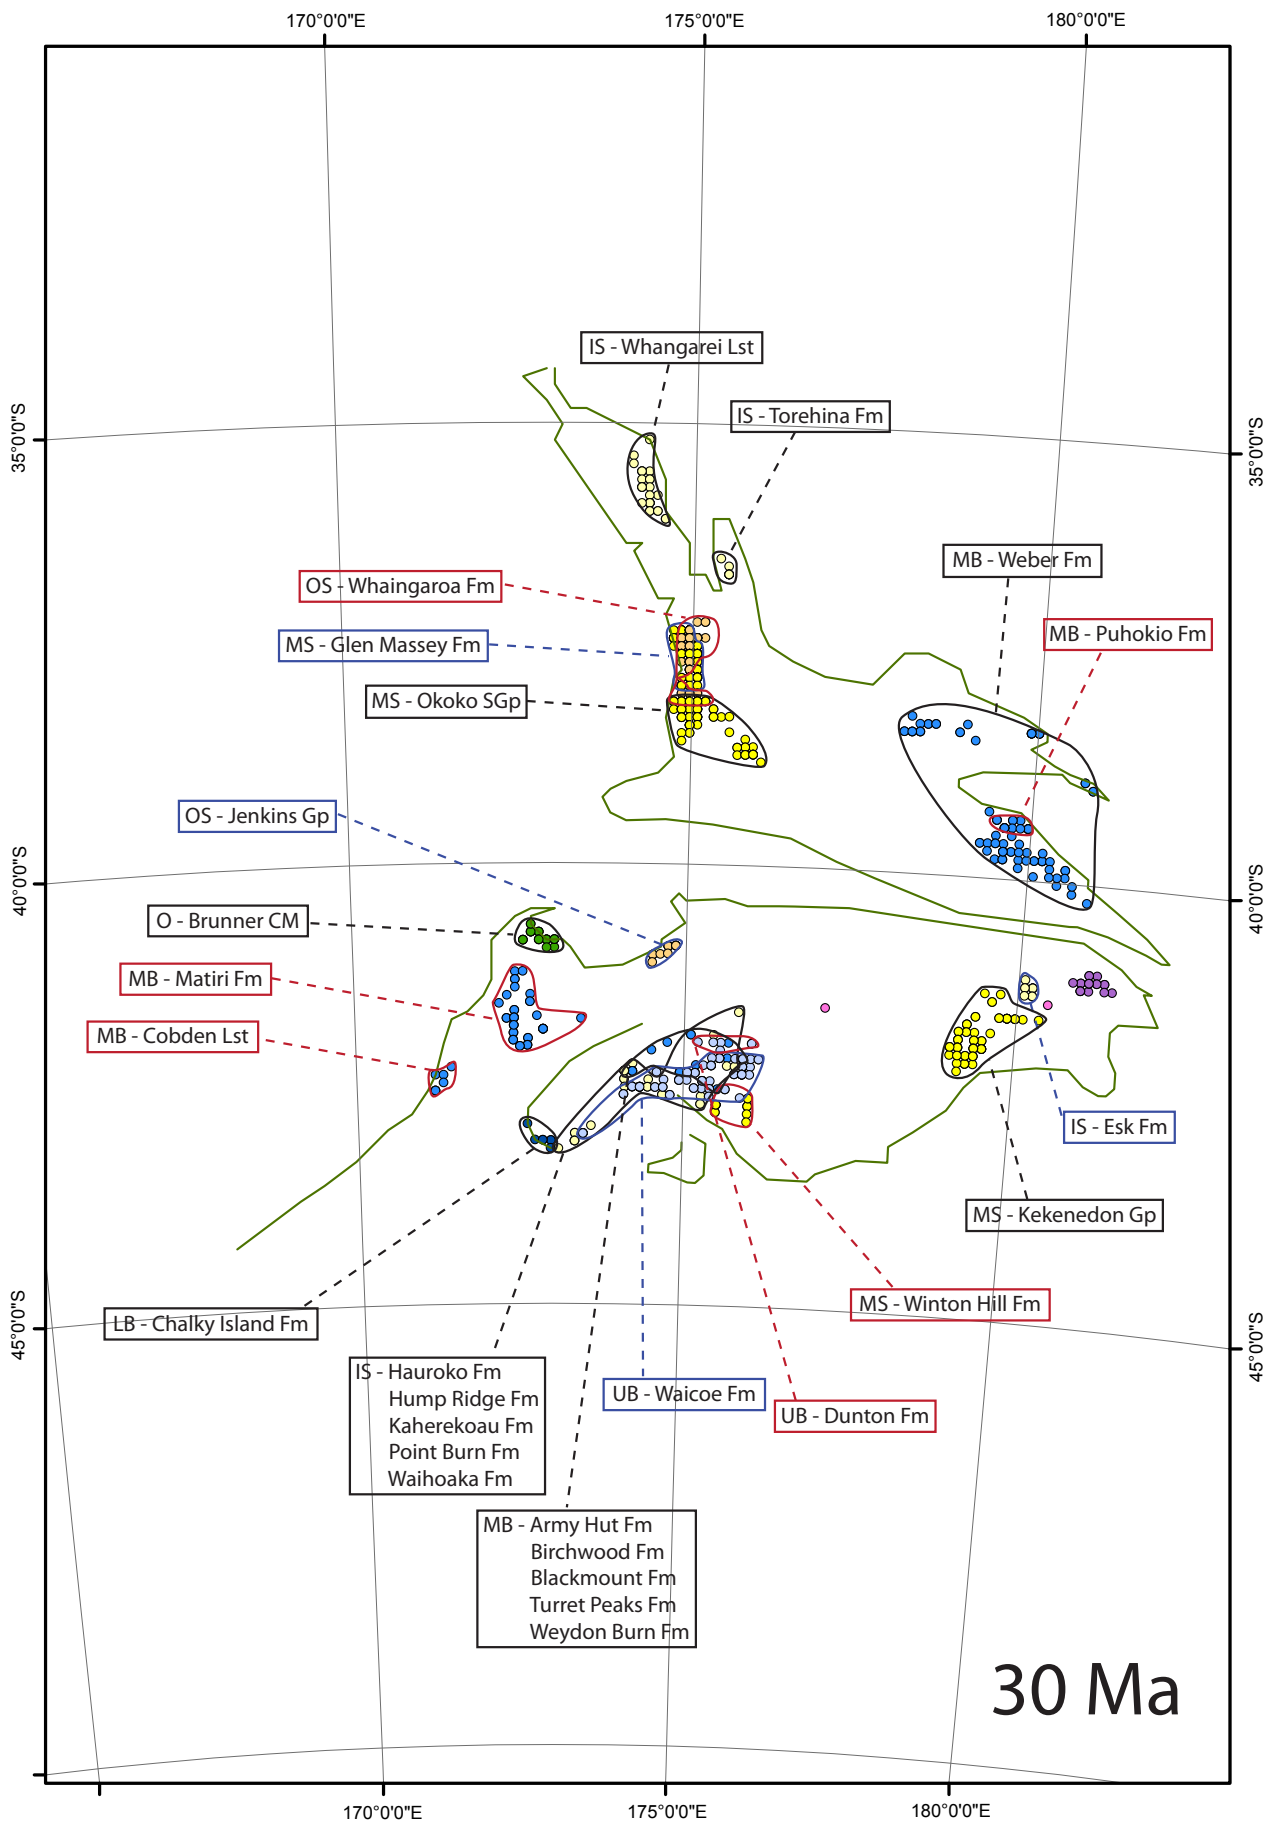 170°0'0"E
175°0'0"E
180°0'0"E
IS - Whangarei Lst
IS - Torehina Fm
35°0'0"S
35°0'0"S
MB - Weber Fm
OS - Whaingaroa Fm
MB - Puhokio Fm
MS - Glen Massey Fm
MS - Okoko SGp
OS - Jenkins Gp
40°0'0"S
40°0'0"S
O - Brunner CM
MB - Matiri Fm
MB - Cobden Lst
IS - Esk Fm
MS - Kekenedon Gp
MS - Winton Hill Fm
LB - Chalky Island Fm
45°0'0"S
45°0'0"S
IS - Hauroko Fm
Hump Ridge Fm
Kaherekoau Fm
Point Burn Fm
Waihoaka Fm
UB - Waicoe Fm
UB - Dunton Fm
MB - Army Hut Fm
Birchwood Fm
Blackmount Fm
Turret Peaks Fm
Weydon Burn Fm
30 Ma
170°0'0"E
175°0'0"E
180°0'0"E